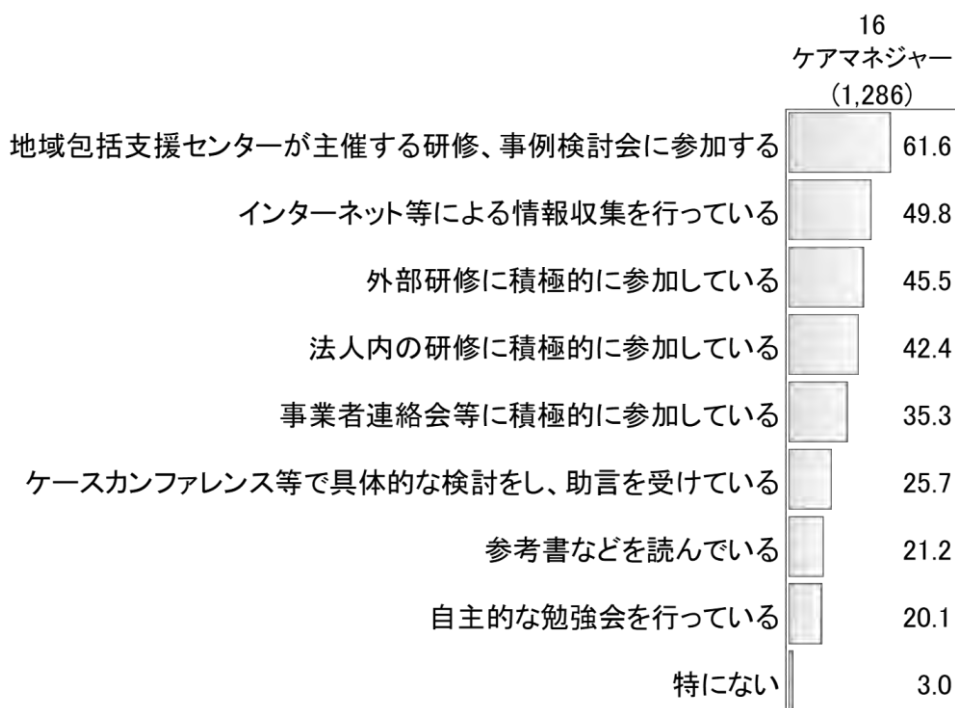 16
ケアマネジャー
(1,286)
地域包括支援センターが主催する研修、事例検討会に参加する 61.6
インターネット等による情報収集を行っている 49.8
外部研修に積極的に参加している 45.5
法人内の研修に積極的に参加している 42.4
事業者連絡会等に積極的に参加している 35.3
ケースカンファレンス等で具体的な検討をし、助言を受けている 25.7
参考書などを読んでいる 21.2
自主的な勉強会を行っている 20.1
特にない 3.0